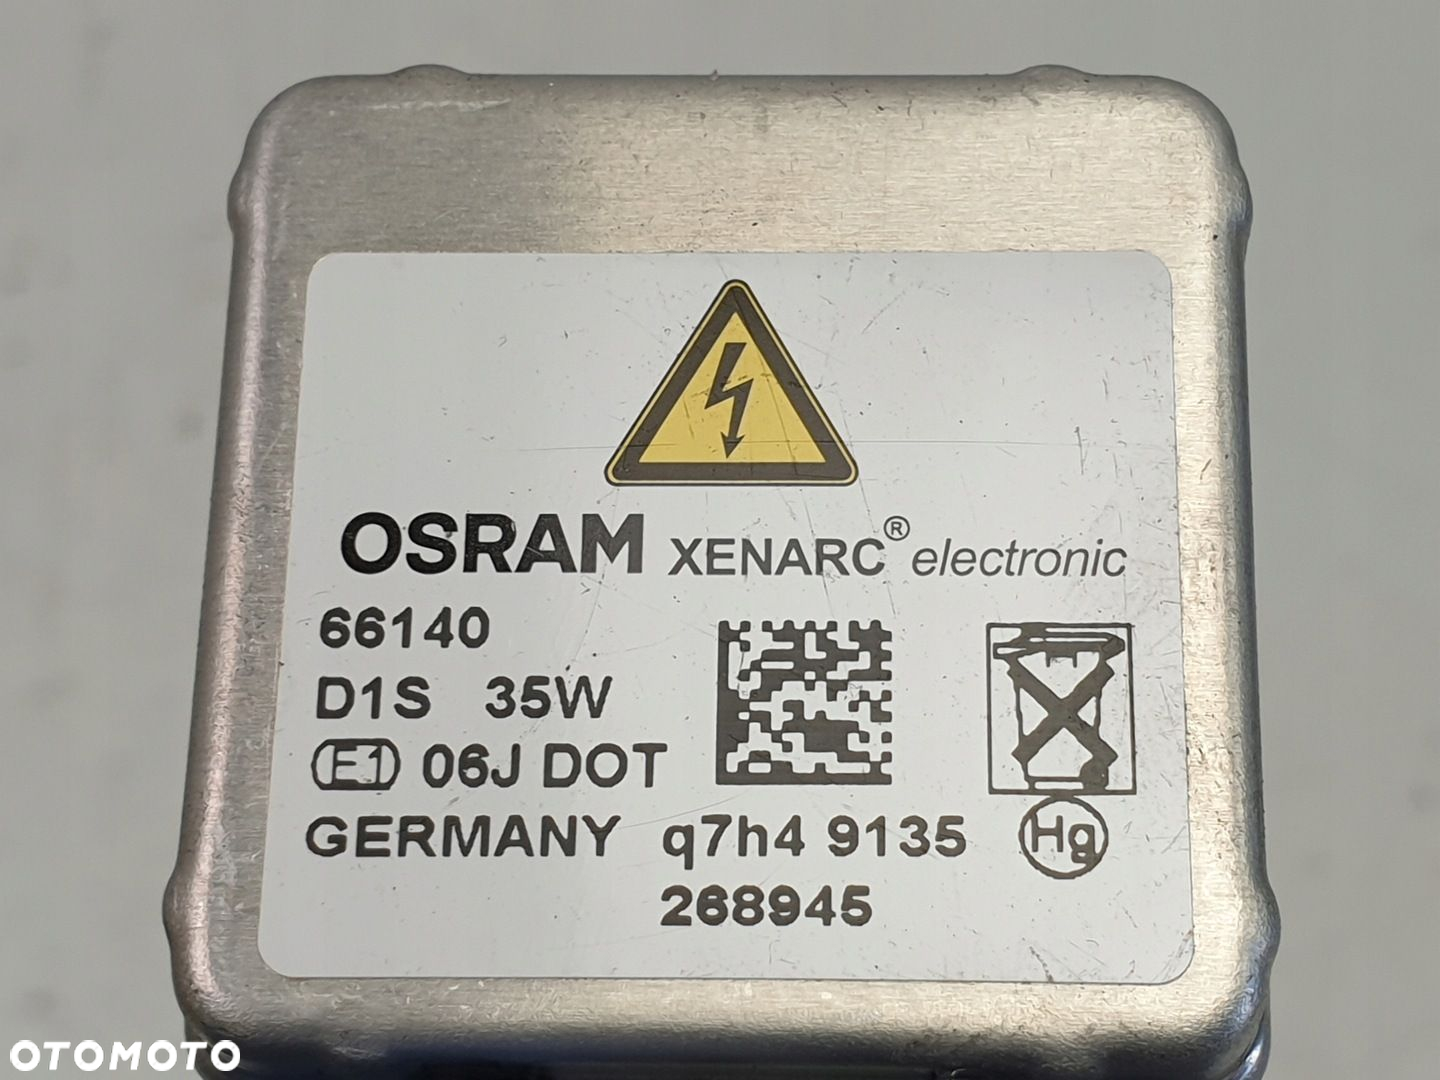 OSRAM XENARC® electronic
66140
D1S 35W
E1 06J DOT
GERMANY q7h4 9135
268945
Hg
OTOMOTO